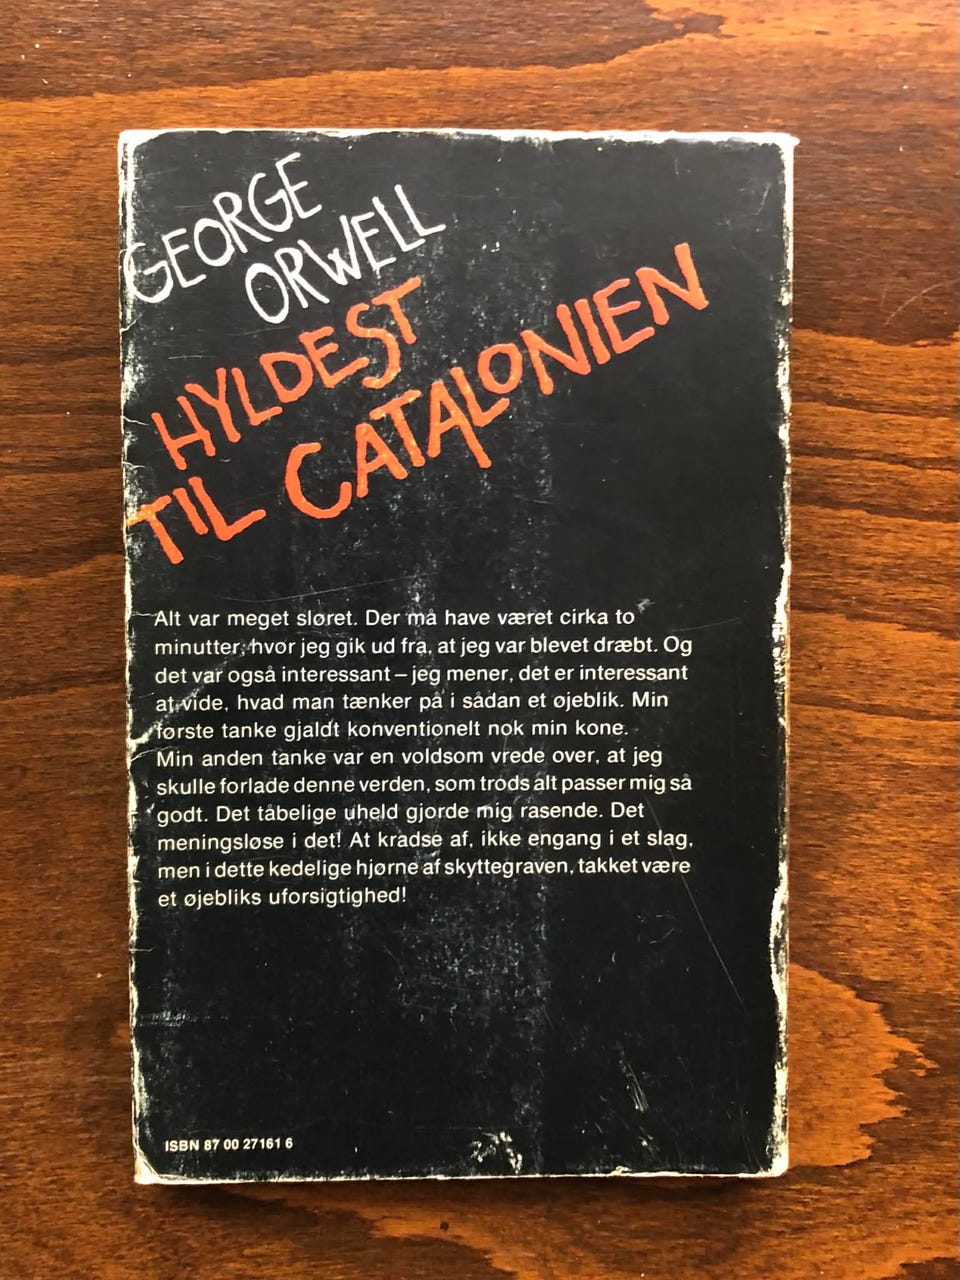 GEORGE
ORWELL
HYLDEST
TIL CATALONIEN
Alt var meget sløret. Der må have været cirka to
minutter, hvor jeg gik ud fra, at jeg var blevet dræbt. Og
det var også interessant – jeg mener, det er interessant
at vide, hvad man tænker på i sådan et øjeblik. Min
første tanke gjaldt konventionelt nok min kone.
Min anden tanke var en voldsom vrede over, at jeg
skulle forlade denne verden, som trods alt passer mig så
godt. Det tåbelige uheld gjorde mig rasende. Det
meningsløse i det! At kradse af, ikke engang i et slag,
men i dette kedelige hjørne af skyttegraven, takket være
et øjebliks uforsigtighed!
ISBN 87 00 27161 6